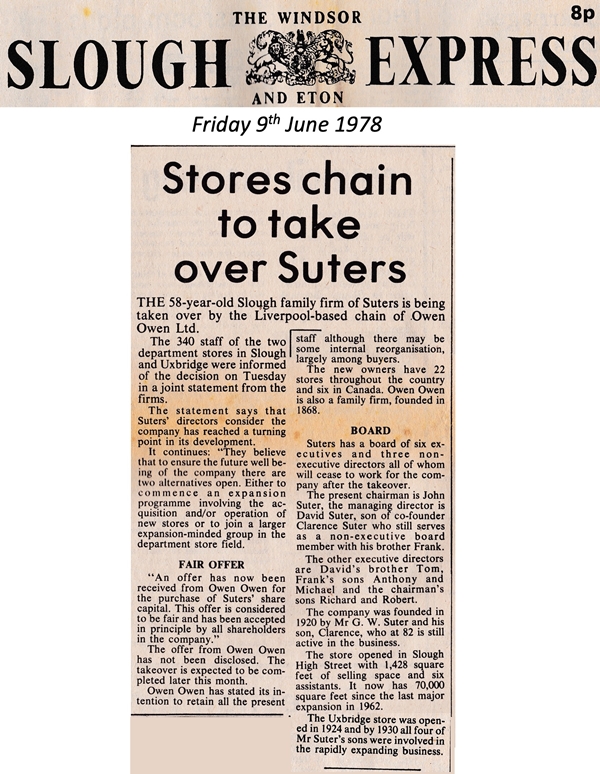 THE WINDSOR
8p
SLOUGH EXPRESS
AND ETON
Friday 9th June 1978
Stores chain
to take
over Suters
THE 58-year-old Slough family firm of Suters is being
taken over by the Liverpool-based chain of Owen
Owen Ltd.
The 340 staff of the two
department stores in Slough
and Uxbridge were informed
of the decision on Tuesday
in a joint statement from the
firms.
The statement says that
Suters' directors consider the
company has reached a turning
point in its development.
It continues: "They believe
that to ensure the future well be-
ing of the company there are
two alternatives open. Either to
commence an expansion
programme involving the ac-
quisition and/or operation of
new stores or to join a larger
expansion-minded group in the
department store field.
FAIR OFFER
"An offer has now been
received from Owen Owen for
the purchase of Suters' share
capital. This offer is considered
to be fair and has been accepted
in principle by all shareholders
in the company."
The offer from Owen Owen
has not been disclosed. The
takeover is expected to be com-
pleted later this month.
Owen Owen has stated its in-
tention to retain all the present
staff although there may be
some internal reorganisation,
largely among buyers.
The new owners have 22
stores throughout the country
and six in Canada. Owen Owen
is also a family firm, founded in
1868.
BOARD
Suters has a board of six ex-
ecutives and three non-
executive directors all of whom
will cease to work for the com-
pany after the takeover.
The present chairman is John
Suter, the managing director is
David Suter, son of co-founder
Clarence Suter who still serves
as a non-executive board
member with his brother Frank.
The other executive directors
are David's brother Tom,
Frank's sons Anthony and
Michael and the chairman's
sons Richard and Robert.
The company was founded in
1920 by Mr G. W. Suter and his
son, Clarence, who at 82 is still
active in the business.
The store opened in Slough
High Street with 1,428 square
feet of selling space and six
assistants. It now has 70,000
square feet since the last major
expansion in 1962.
The Uxbridge store was open-
ed in 1924 and by 1930 all four of
Mr Suter's sons were involved in
the rapidly expanding business.